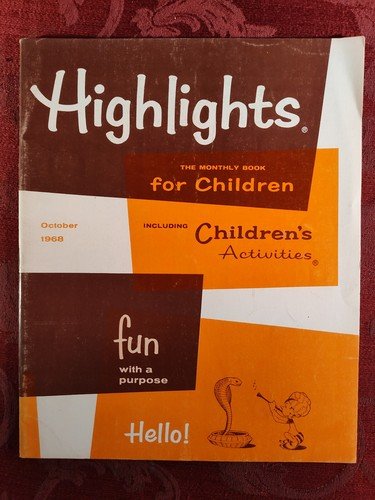 Highlights®
THE MONTHLY BOOK
for Children
October
1968
INCLUDING Children's
Activities®
fun
with a
purpose
Hello!